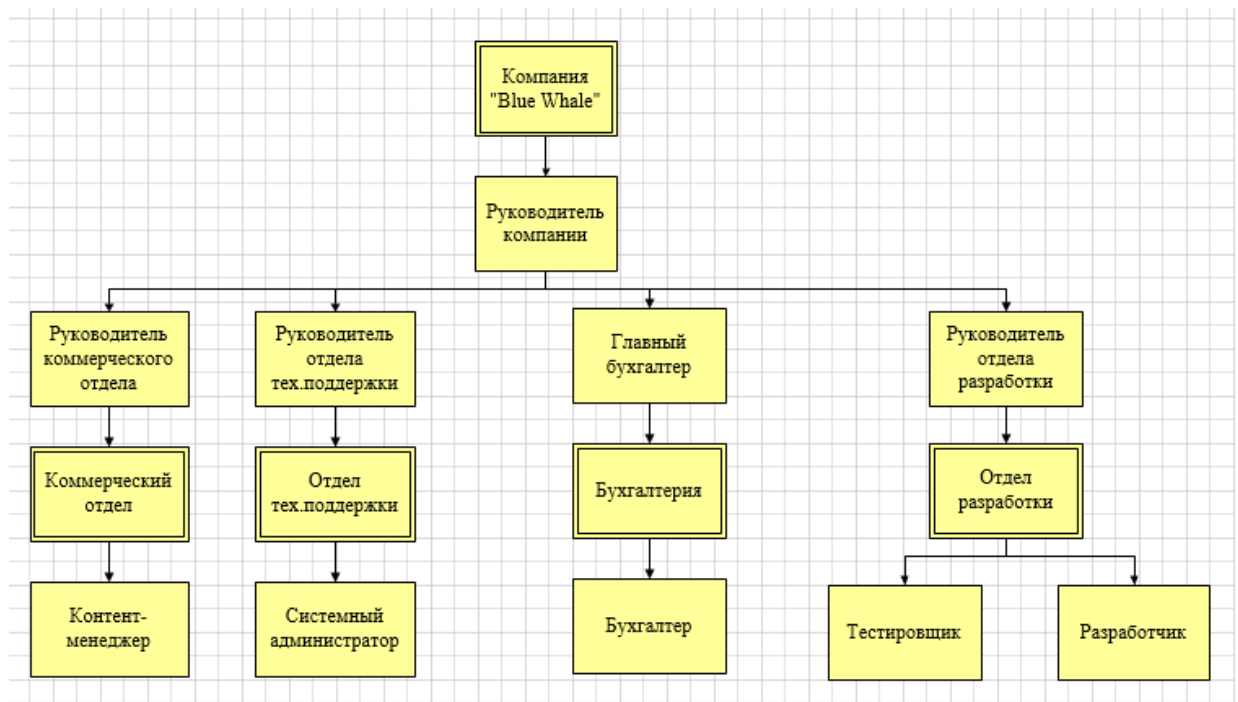 Компания
"Blue Whale"
Руководитель
компании
Руководитель
коммерческого
отдела
Руководитель
отдела
тех.поддержки
Главный
бухгалтер
Руководитель
отдела
разработки
Коммерческий
отдел
Отдел
тех.поддержки
Бухгалтерия
Отдел
разработки
Контент-
менеджер
Системный
администратор
Бухгалтер
Тестировщик
Разработчик